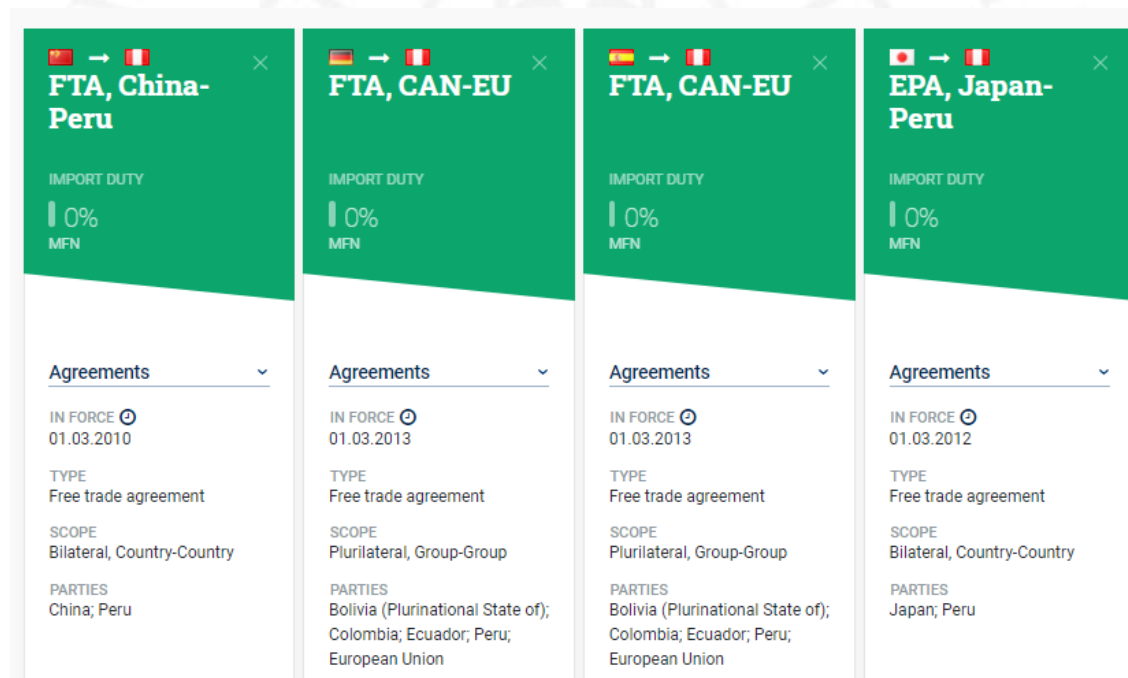 FTA, China-
Peru
IMPORT DUTY
0%
MFN
Agreements
IN FORCE
01.03.2010
TYPE
Free trade agreement
SCOPE
Bilateral, Country-Country
PARTIES
China; Peru
FTA, CAN-EU
IMPORT DUTY
0%
MFN
Agreements
IN FORCE
01.03.2013
TYPE
Free trade agreement
SCOPE
Plurilateral, Group-Group
PARTIES
Bolivia (Plurinational State of);
Colombia; Ecuador; Peru;
European Union
FTA, CAN-EU
IMPORT DUTY
0%
MFN
Agreements
IN FORCE
01.03.2013
TYPE
Free trade agreement
SCOPE
Plurilateral, Group-Group
PARTIES
Bolivia (Plurinational State of);
Colombia; Ecuador; Peru;
European Union
EPA, Japan-
Peru
IMPORT DUTY
0%
MFN
Agreements
IN FORCE
01.03.2012
TYPE
Free trade agreement
SCOPE
Bilateral, Country-Country
PARTIES
Japan; Peru